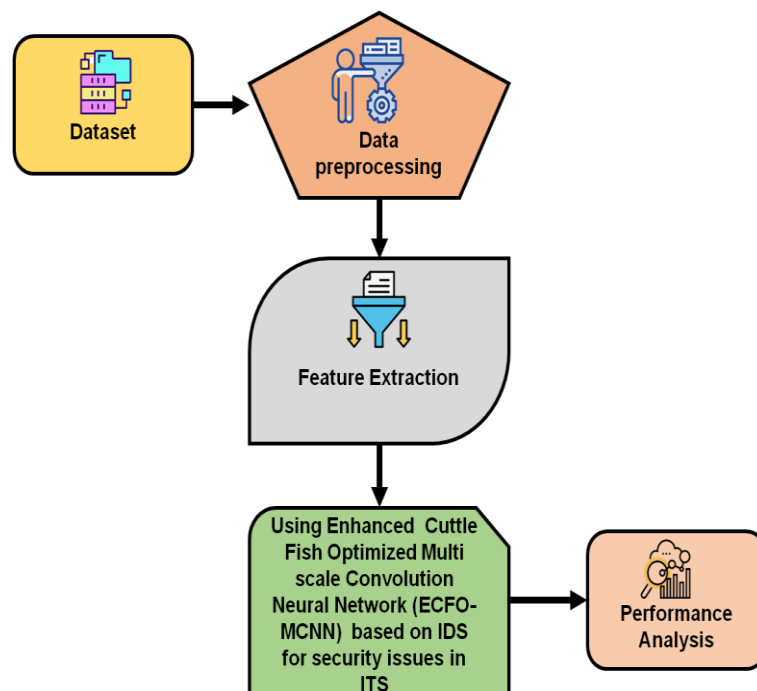 Dataset
Data
preprocessing
Feature Extraction
Using Enhanced Cuttle
Fish Optimized Multi
scale Convolution
Neural Network (ECFO-
MCNN) based on IDS
for security issues in
ITS
Performance
Analysis